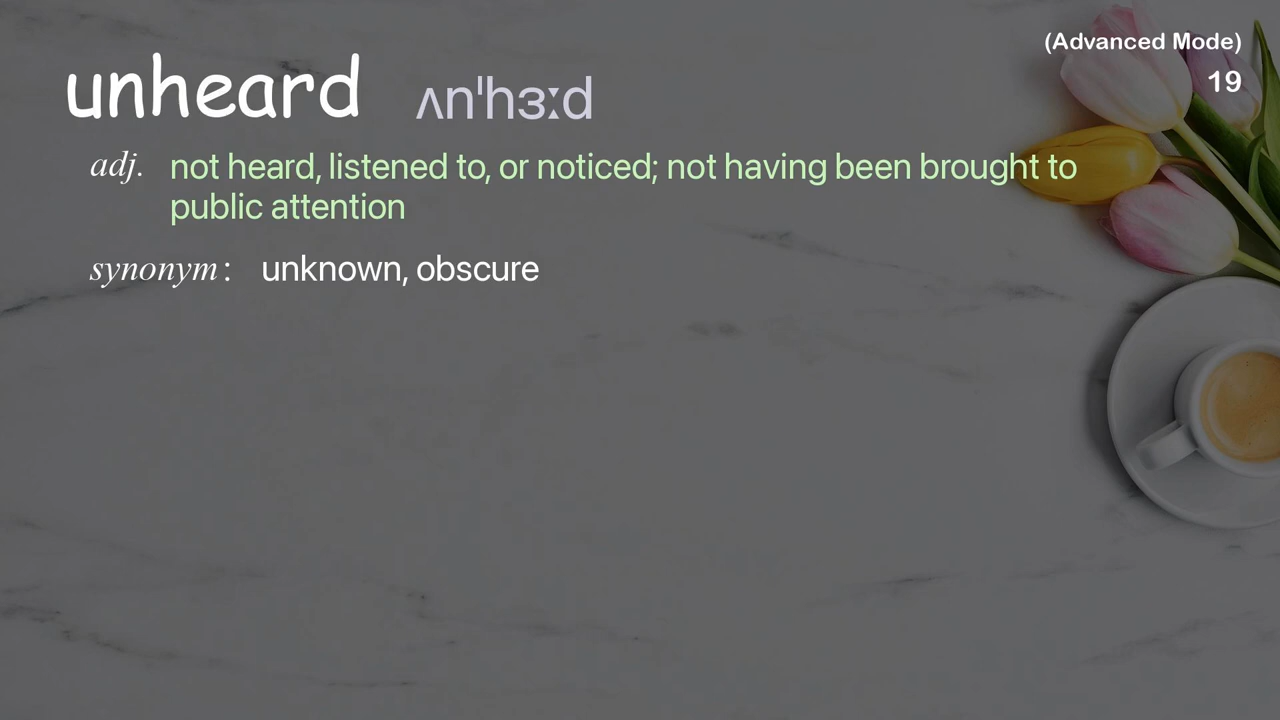 (Advanced Mode)
unheard ʌnˈhɜːd
19
adj. not heard, listened to, or noticed; not having been brought to
public attention
synonym: unknown, obscure